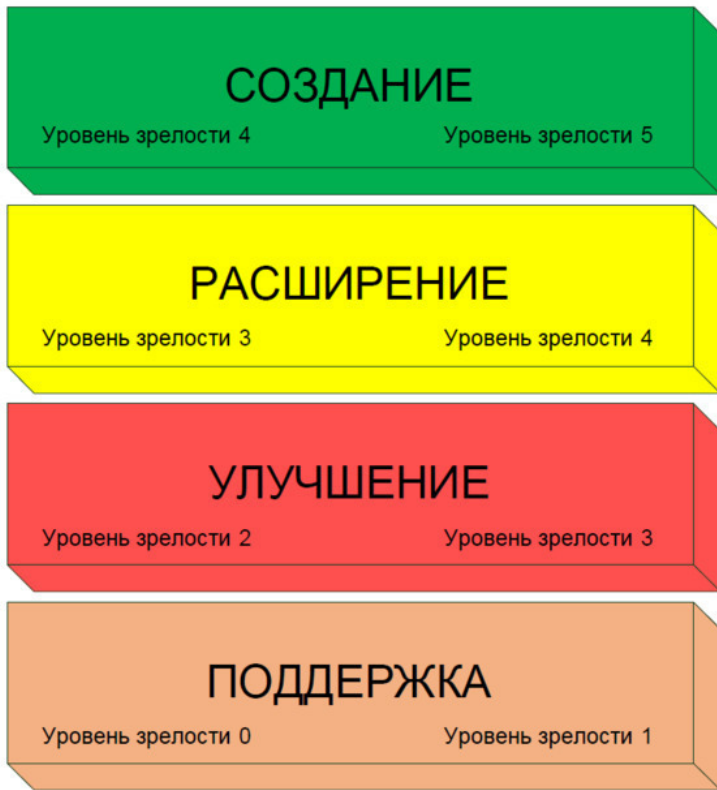 СОЗДАНИЕ
Уровень зрелости 4 Уровень зрелости 5
РАСШИРЕНИЕ
Уровень зрелости 3 Уровень зрелости 4
УЛУЧШЕНИЕ
Уровень зрелости 2 Уровень зрелости 3
ПОДДЕРЖКА
Уровень зрелости 0 Уровень зрелости 1